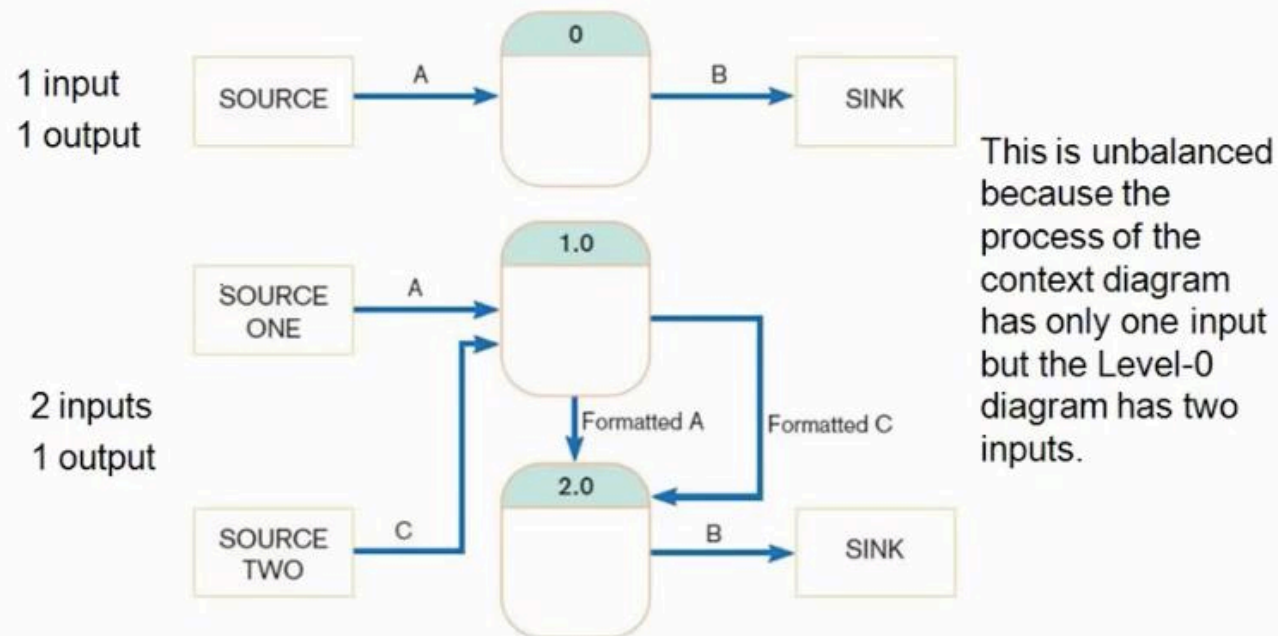 1 input
1 output
SOURCE
A
0
B
SINK
This is unbalanced
because the
process of the
context diagram
has only one input
but the Level-0
diagram has two
inputs.
2 inputs
1 output
SOURCE
ONE
A
1.0
Formatted A
Formatted C
SOURCE
TWO
C
2.0
B
SINK